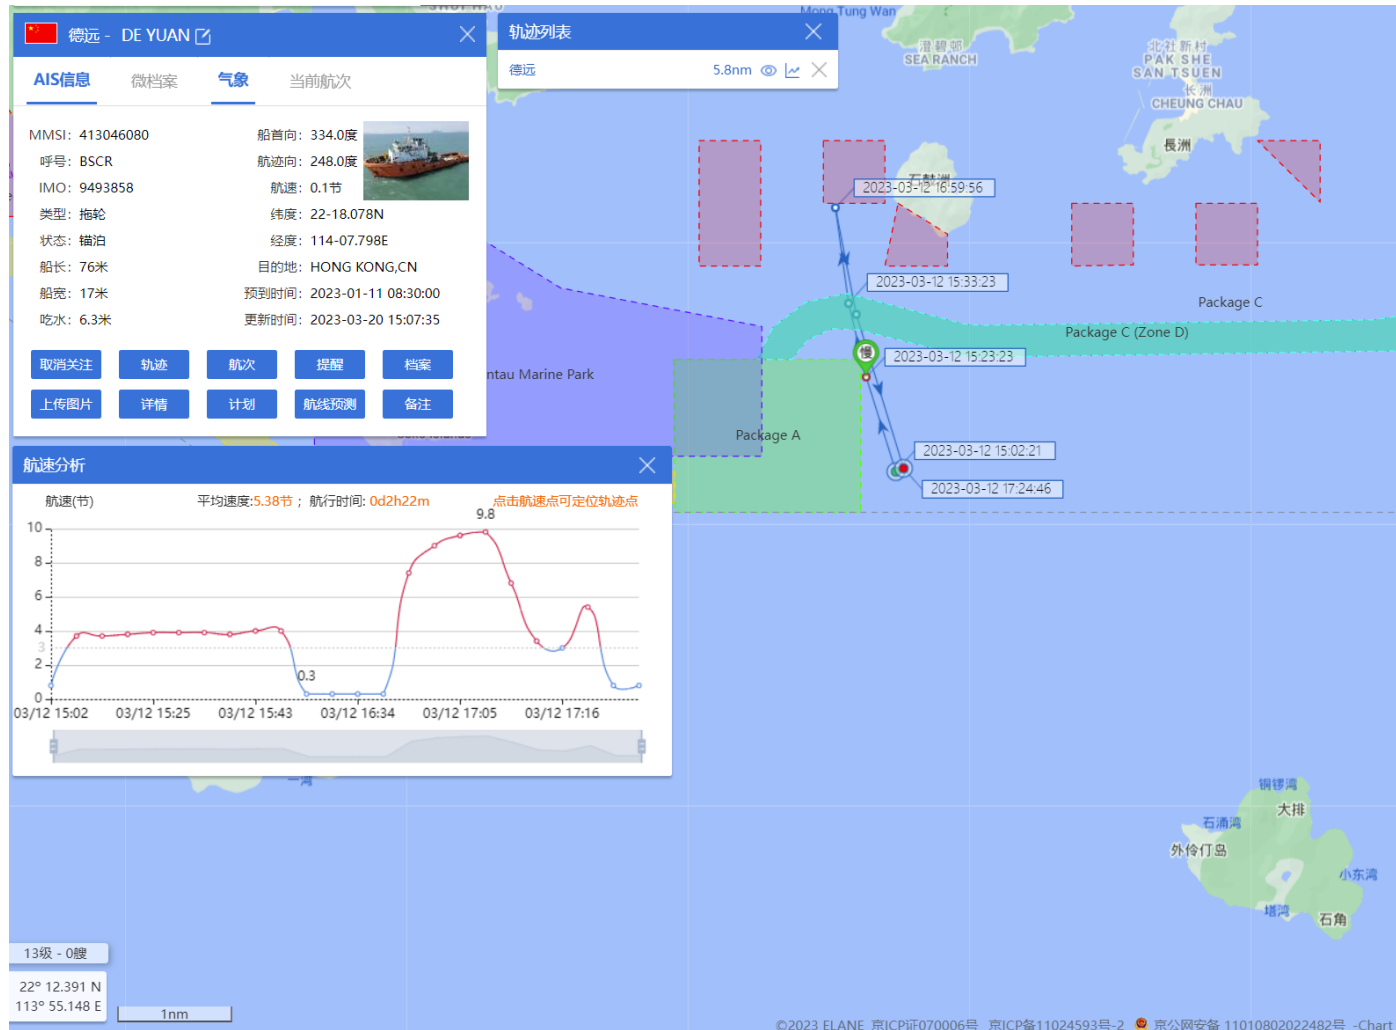 德远 - DE YUAN
AIS信息 微档案 气象 当前航次
MMSI: 413046080 船首向: 334.0度
呼号: BSCR 航迹向: 248.0度
IMO: 9493858 航速: 0.1节
类型: 拖轮 纬度: 22-18.078N
状态: 锚泊 经度: 114-07.798E
船长: 76米 目的地: HONG KONG,CN
船宽: 17米 预到时间: 2023-01-11 08:30:00
吃水: 6.3米 更新时间: 2023-03-20 15:07:35
取消关注 轨迹 航次 提醒 档案
上传图片 详情 计划 航线预测 备注
轨迹列表
德远 5.8nm
航速分析
航速(节) 平均速度:5.38节 ; 航行时间: 0d2h22m 点击航速点可定位轨迹点
9.8
10
8
6
4
3
2
0.3
0
03/12 15:02 03/12 15:25 03/12 15:43 03/12 16:34 03/12 17:05 03/12 17:16
Mong Tung Wan
澄碧邨
SEA RANCH
北社新村
PAK SHE
SAN TSUEN
长洲
CHEUNG CHAU
長洲
石鼓洲
2023-03-12 16:59:56
2023-03-12 15:33:23
Package C
Package C (Zone D)
慢
2023-03-12 15:23:23
ntau Marine Park
Package A
2023-03-12 15:02:21
2023-03-12 17:24:46
一湾
铜锣湾
大排
石涌湾
外伶仃岛
小东湾
塔湾
石角
13级 - 0艘
22° 12.391 N
113° 55.148 E
1nm
©2023 ELANE 京ICP证070006号 京ICP备11024593号-2 京公网安备 11010802022482号 -Chart